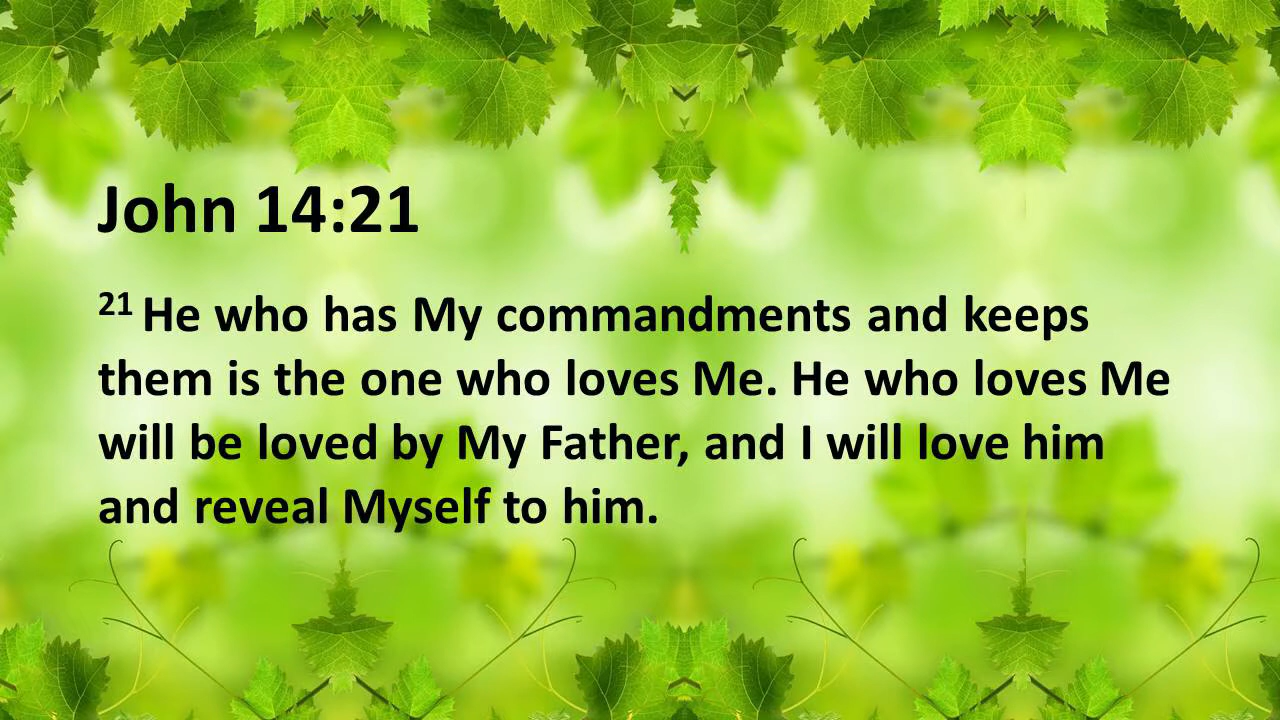 John 14:21
21 He who has My commandments and keeps
them is the one who loves Me. He who loves Me
will be loved by My Father, and I will love him
and reveal Myself to him.